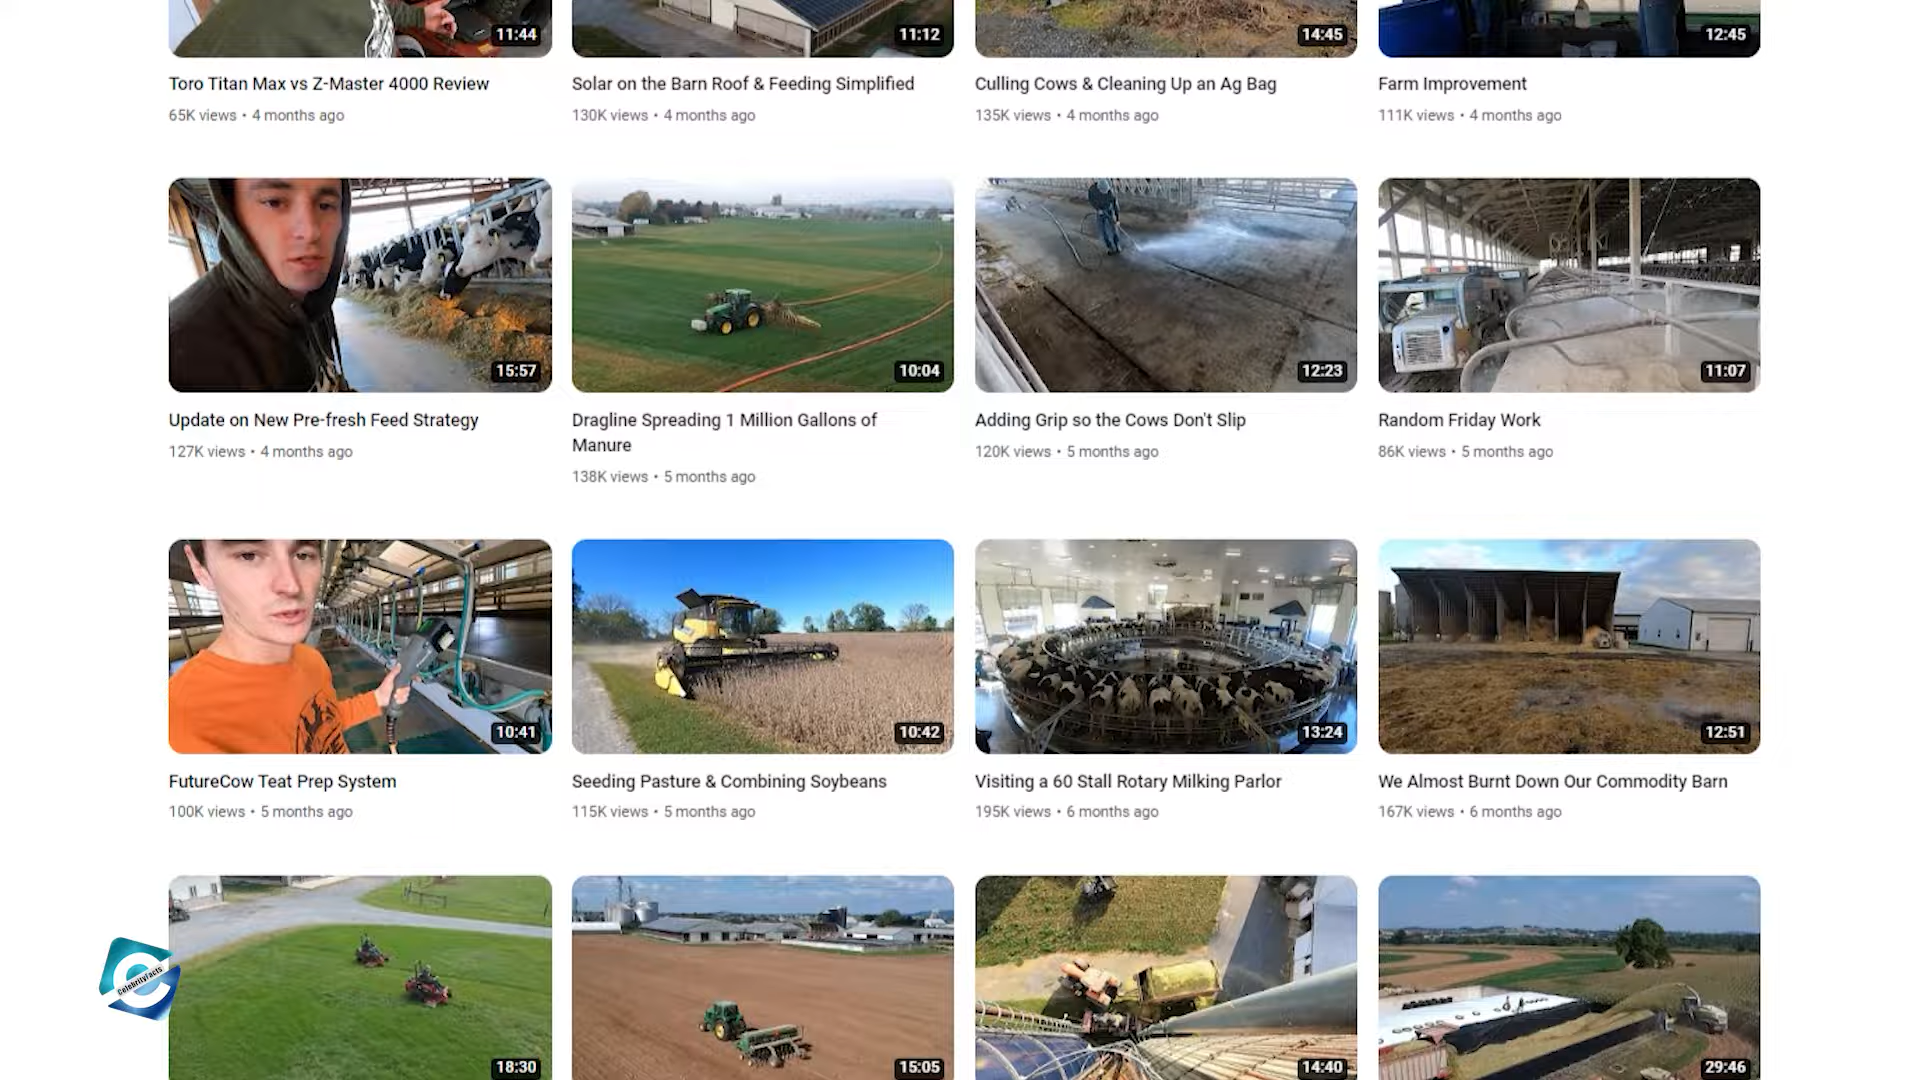 11:44
11:12
14:45
12:45
Toro Titan Max vs Z-Master 4000 Review
Solar on the Barn Roof & Feeding Simplified
Culling Cows & Cleaning Up an Ag Bag
Farm Improvement
65K views • 4 months ago
130K views • 4 months ago
135K views • 4 months ago
111K views • 4 months ago
15:57
10:04
12:23
11:07
Update on New Pre-fresh Feed Strategy
Dragline Spreading 1 Million Gallons of
Manure
Adding Grip so the Cows Don't Slip
Random Friday Work
127K views • 4 months ago
138K views • 5 months ago
120K views • 5 months ago
86K views • 5 months ago
10:41
10:42
13:24
12:51
FutureCow Teat Prep System
Seeding Pasture & Combining Soybeans
Visiting a 60 Stall Rotary Milking Parlor
We Almost Burnt Down Our Commodity Barn
100K views • 5 months ago
115K views • 5 months ago
195K views • 6 months ago
167K views • 6 months ago
CelebrityFacts
18:30
15:05
14:40
29:46